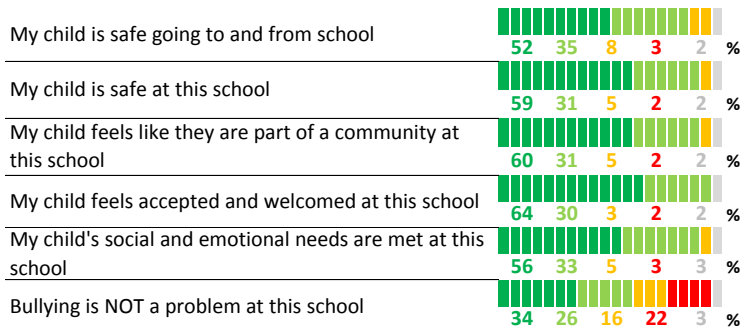 My child is safe going to and from school
52 35 8 3 2 %
My child is safe at this school
59 31 5 2 2 %
My child feels like they are part of a community at
this school
60 31 5 2 2 %
My child feels accepted and welcomed at this school
64 30 3 2 2 %
My child's social and emotional needs are met at this
school
56 33 5 3 3 %
Bullying is NOT a problem at this school
34 26 16 22 3 %